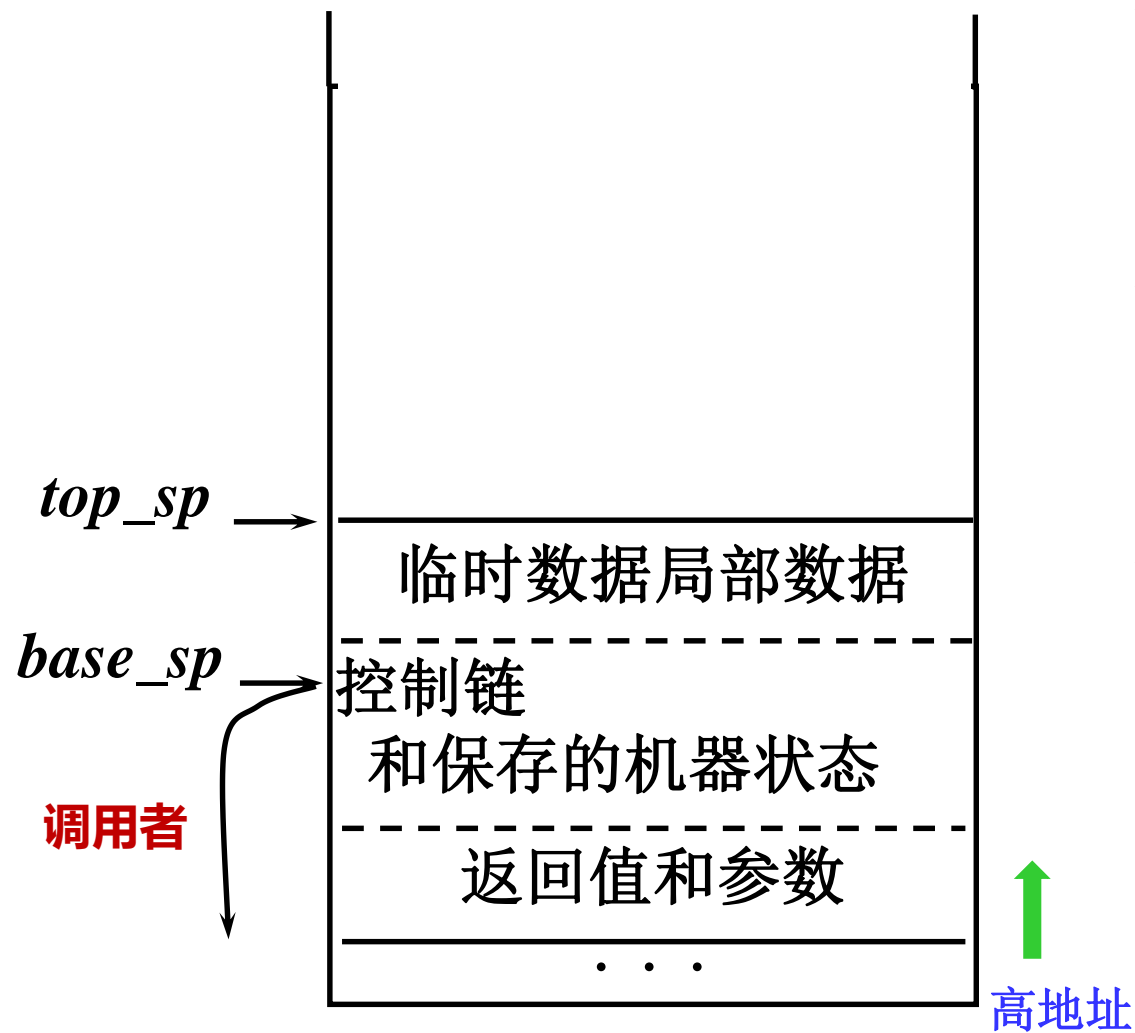 top_sp
临时数据局部数据
base_sp
控制链
和保存的机器状态
调用者
返回值和参数
. . .
高地址